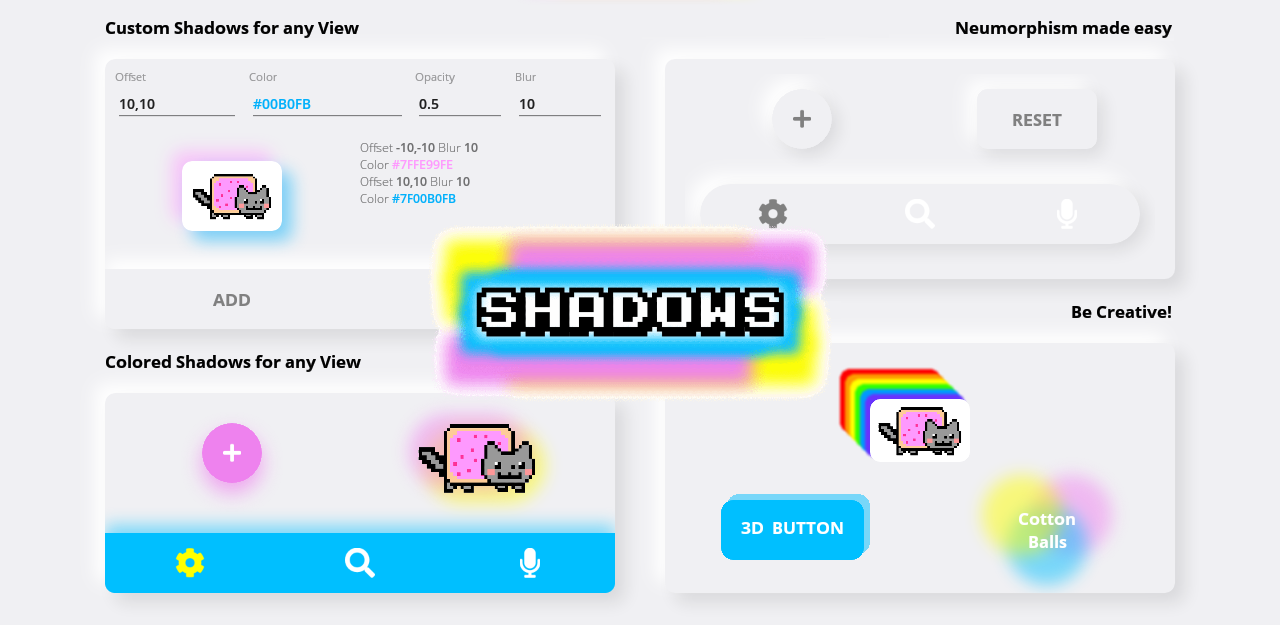 Custom Shadows for any View
Offset Color Opacity Blur
10,10 #00B0FB 0.5 10
Offset -10,-10 Blur 10
Color #7FFE99FE
Offset 10,10 Blur 10
Color #7F00B0FB
ADD
Neumorphism made easy
+ RESET
SHADOWS
Colored Shadows for any View
+
Be Creative!
3D BUTTON
Cotton
Balls